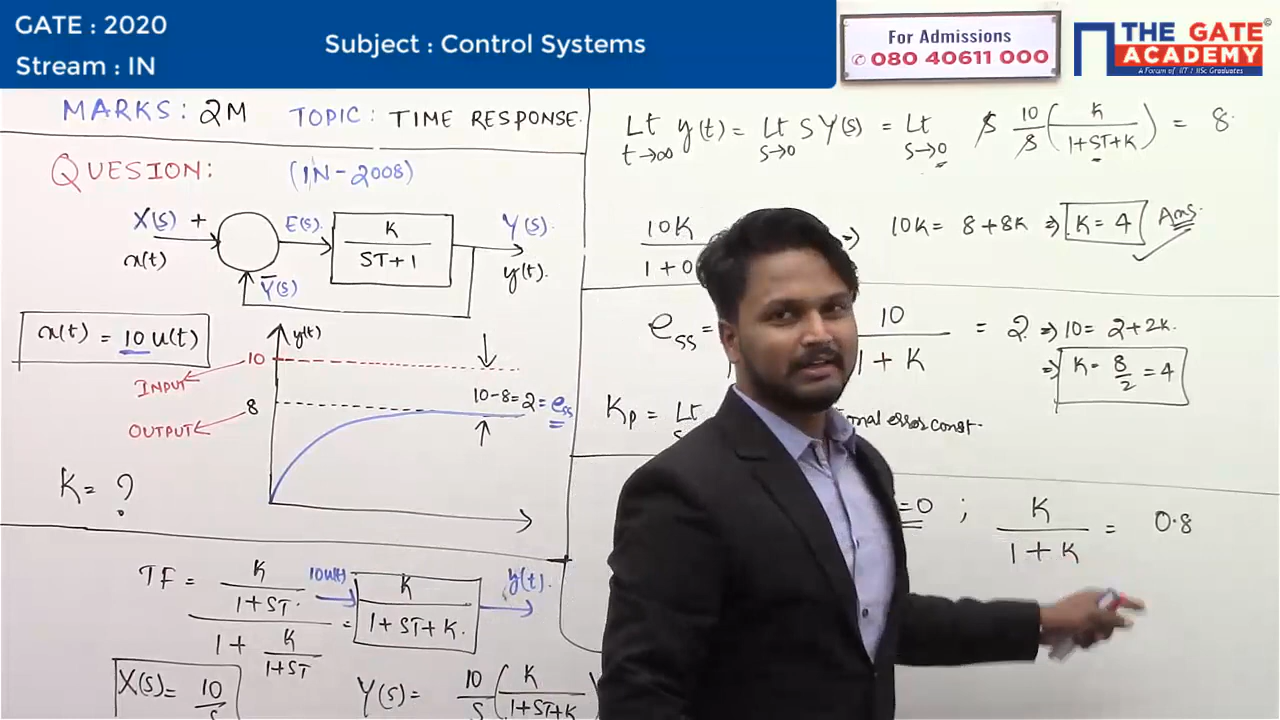 GATE : 2020
Stream : IN
Subject : Control Systems
For Admissions
080 40611 000
THE GATE ACADEMY
A Forum of IIT / IISc Graduates
MARKS: 2M TOPIC: TIME RESPONSE.
QUESION: (IN-2008)
X(s) +
x(t)
E(s)
K / ST+1
Y(s)
y(t).
Ȳ(s)
x(t) = 10 u(t)
y(t)
10
INPUT
8
OUTPUT
10-8=2=ess
K= ?
TF = K / 1+ST / 1+ K / 1+ST
10u(t)
= K / 1+ST+K
y(t).
X(s)= 10 / s
Y(s)= 10 / s ( K / 1+ST+K )
Lt t→∞ y(t) = Lt s→0 S Y(s) = Lt s→0 s 10 / s ( K / 1+ST+K ) = 8
10K / 1+0
⇒ 10K= 8+8K ⇒ K=4 Ans.
ess = 10 / 1+K = 2 ⇒ 10= 2+2K.
⇒ K= 8/2 = 4
Kp = Lt
error const.
=0 ; K / 1+K = 0.8